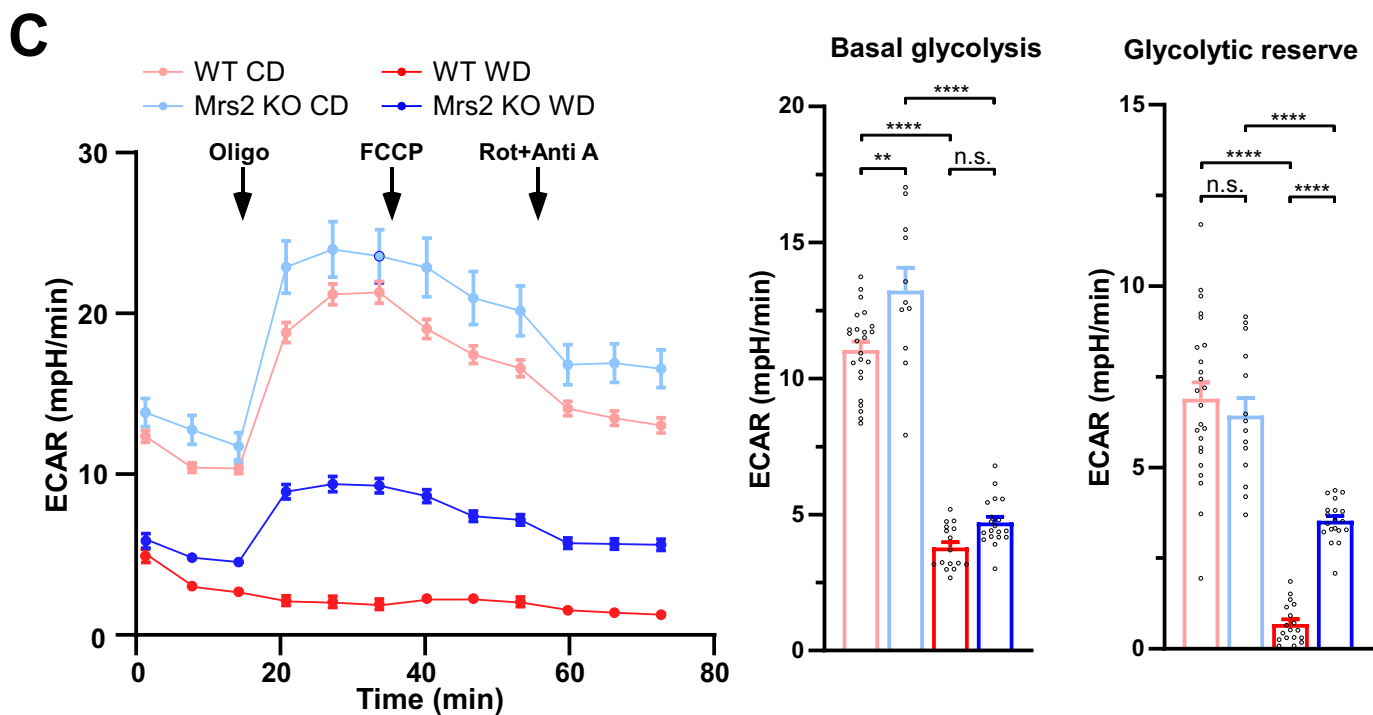 C
WT CD
WT WD
Mrs2 KO CD
Mrs2 KO WD
Oligo
FCCP
Rot+Anti A
30
20
10
0
ECAR (mpH/min)
0
20
40
60
80
Time (min)
Basal glycolysis
****
****
**
n.s.
20
15
10
5
0
ECAR (mpH/min)
Glycolytic reserve
****
****
n.s.
****
15
10
5
0
ECAR (mpH/min)